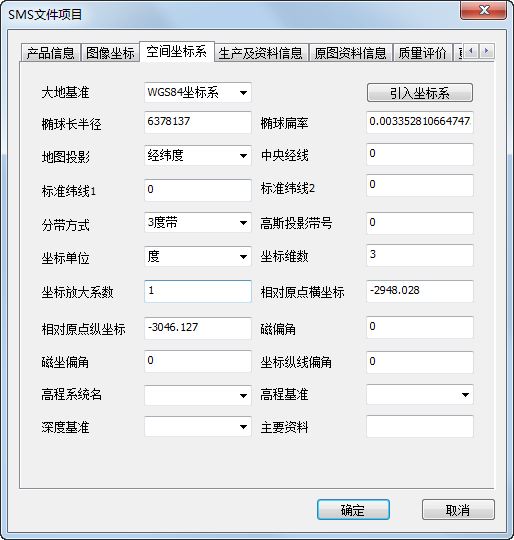 SMS文件项目
产品信息 图像坐标 空间坐标系 生产及资料信息 原图资料信息 质量评价
大地基准 WGS84坐标系 引入坐标系
椭球长半径 6378137 椭球扁率 0.003352810664747
地图投影 经纬度 中央经线 0
标准纬线1 0 标准纬线2 0
分带方式 3度带 高斯投影带号 0
坐标单位 度 坐标维数 3
坐标放大系数 1 相对原点横坐标 -2948.028
相对原点纵坐标 -3046.127 磁偏角 0
磁坐偏角 0 坐标纵线偏角 0
高程系统名 高程基准
深度基准 主要资料
确定 取消